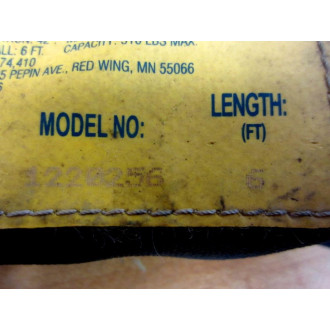 ALL: 6 FT. CAPACITY: 310 LBS MAX.
74,410
5 PEPIN AVE., RED WING, MN 55066
LENGTH:
MODEL NO: (FT)
6